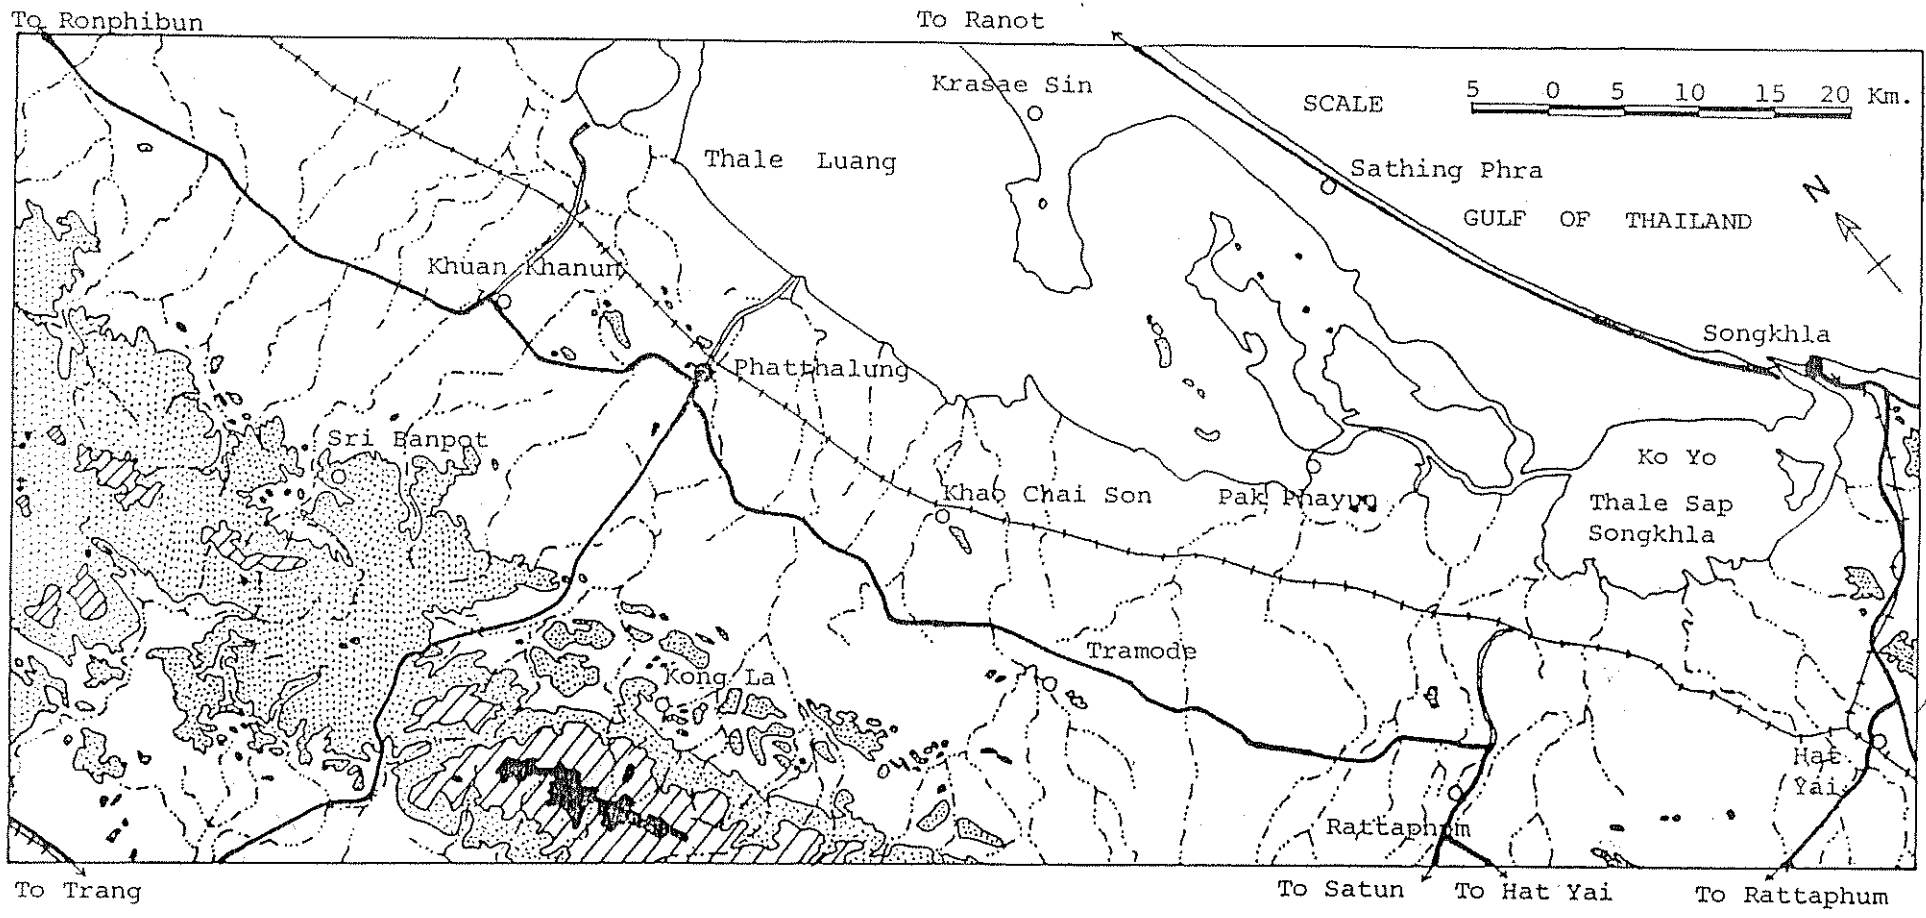 To Ronphibun
To Ranot
Krasae Sin
SCALE
5 0 5 10 15 20 Km.
Thale Luang
Sathing Phra
N
GULF OF THAILAND
Khuan Khanun
Songkhla
Phatthalung
Sri Banpot
Ko Yo
Khao Chai Son
Pak Phayun
Thale Sap
Songkhla
Tramode
Kong La
Hat
Yai
Rattaphum
To Trang
To Satun
To Hat Yai
To Rattaphum